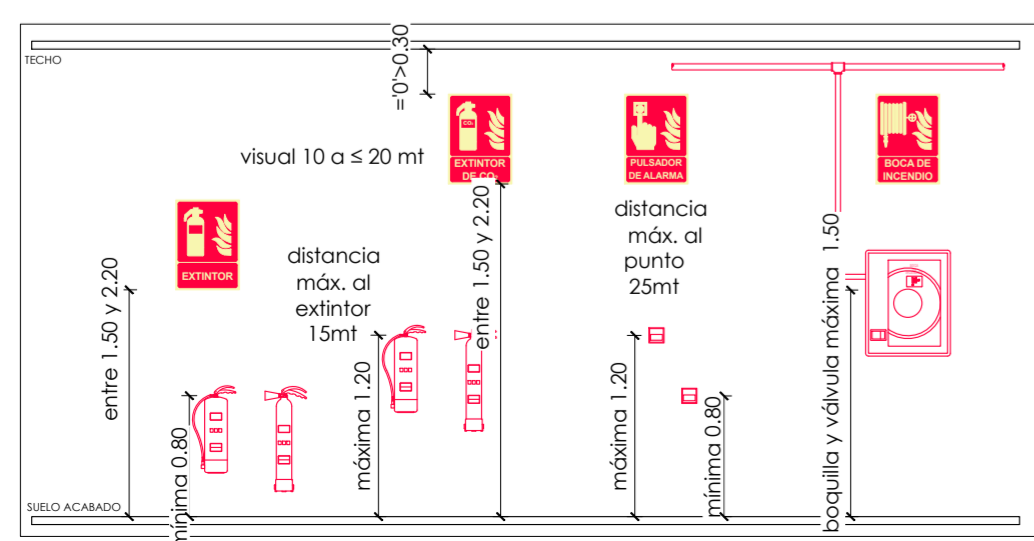 TECHO
='0'>0.30
visual 10 a ≤ 20 mt
CO₂
EXTINTOR
DE CO₂
PULSADOR
DE ALARMA
BOCA DE
INCENDIO
EXTINTOR
entre 1.50 y 2.20
mínima 0.80
distancia
máx. al
extintor
15mt
máxima 1.20
entre 1.50 y 2.20
distancia
máx. al
punto
25mt
máxima 1.20
mínima 0.80
boquilla y válvula máxima 1.50
SUELO ACABADO